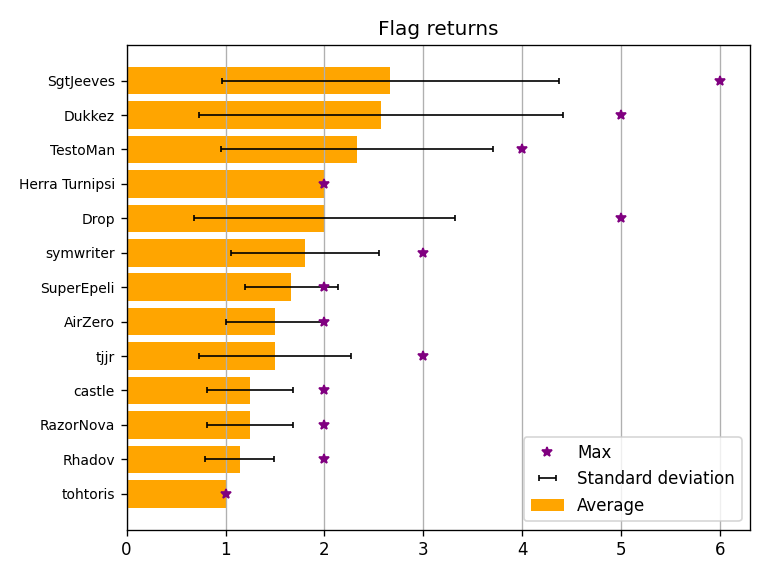 Flag returns
SgtJeeves
Dukkez
TestoMan
Herra Turnipsi
Drop
symwriter
SuperEpeli
AirZero
tjjr
castle
RazorNova
Rhadov
tohtoris
Max
Standard deviation
Average
0 1 2 3 4 5 6